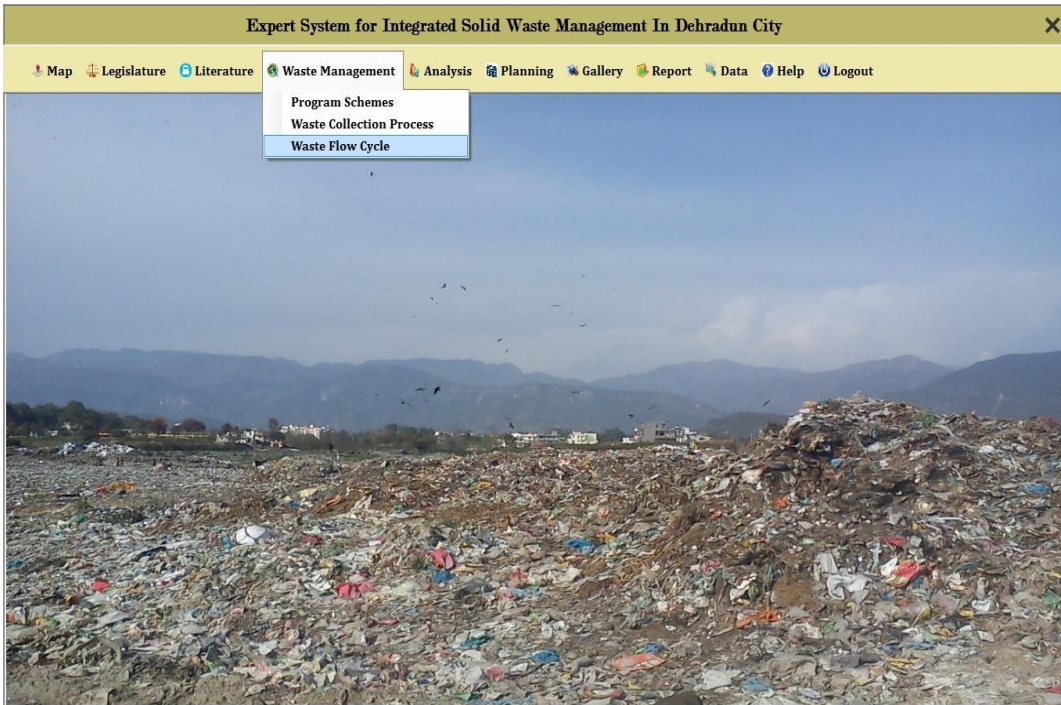 Expert System for Integrated Solid Waste Management In Dehradun City
Map Legislature Literature Waste Management Analysis Planning Gallery Report Data Help Logout
Program Schemes
Waste Collection Process
Waste Flow Cycle